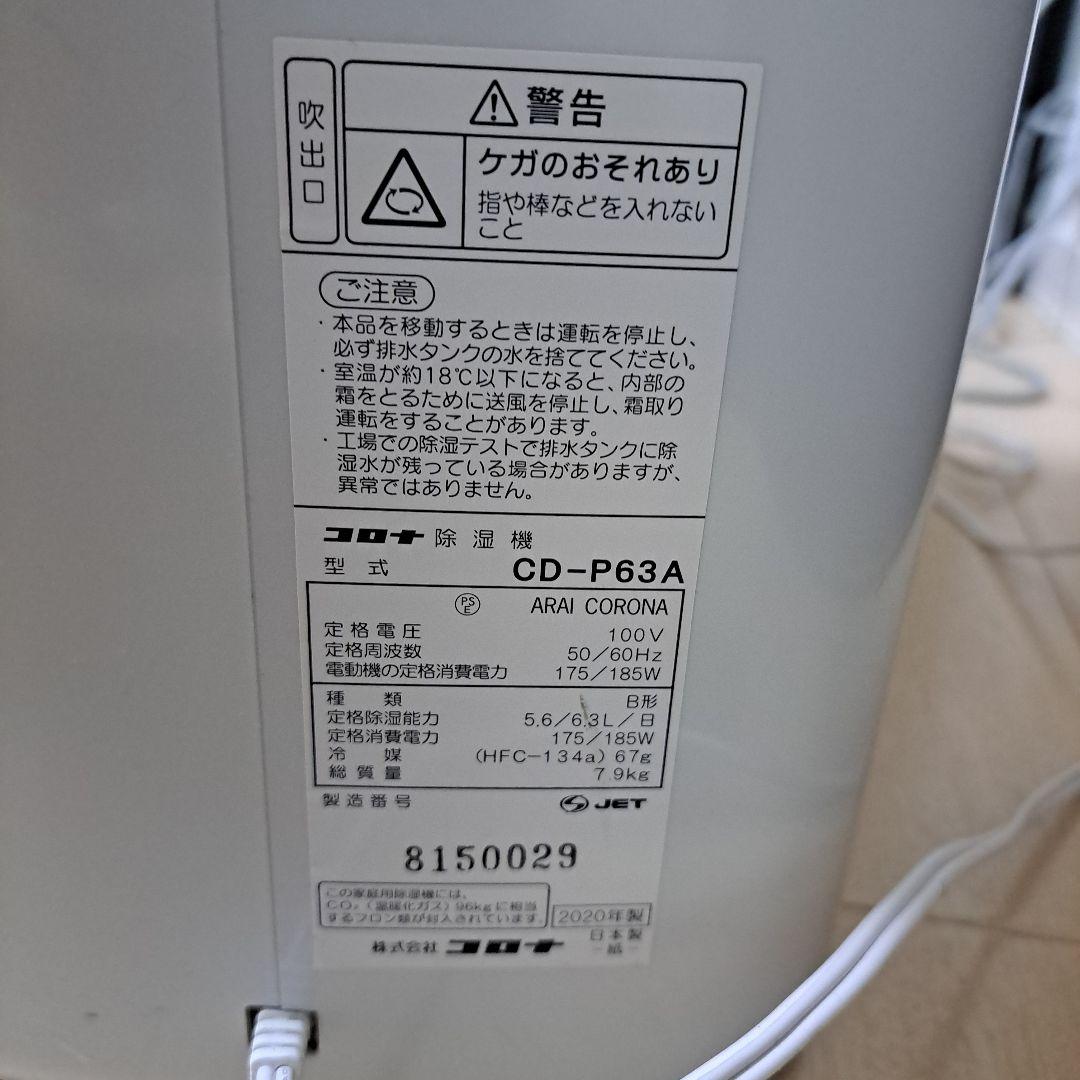 吹出口
警告
ケガのおそれあり
指や棒などを入れない
こと
ご注意
・本品を移動するときは運転を停止し、
必ず排水タンクの水を捨ててください。
・室温が約18℃以下になると、内部の
霜をとるために送風を停止し、霜取り
運転をすることがあります。
・工場での除湿テストで排水タンクに除
湿水が残っている場合がありますが、
異常ではありません。
コロナ 除湿機
型式 CD-P63A
PSE ARAI CORONA
定格電圧 100V
定格周波数 50/60Hz
電動機の定格消費電力 175/185W
種類 B形
定格除湿能力 5.6/6.3L/日
定格消費電力 175/185W
冷媒 (HFC-134a) 67g
総質量 7.9kg
製造番号 JET
8150029
この家庭用除湿機には、
CO₂(温暖化ガス)96kgに相当
するフロン類が封入されています。
2020年製
日本製
株式会社 コロナ